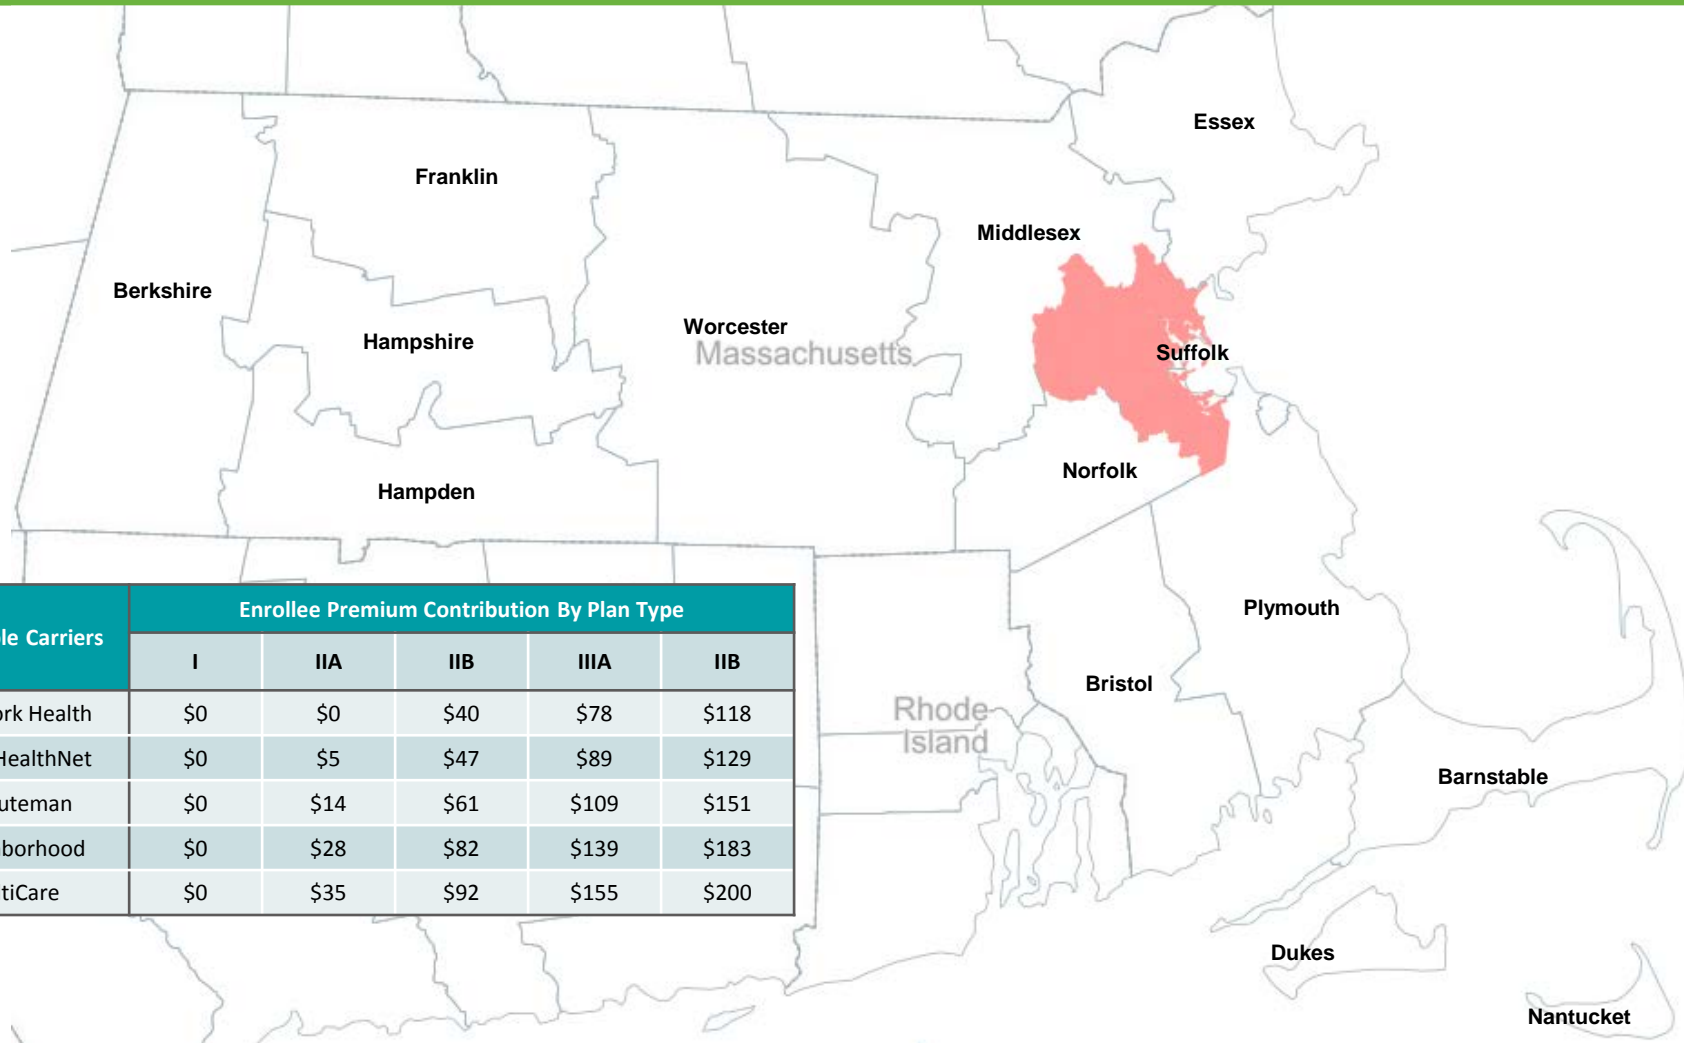 Essex
Franklin
Middlesex
Berkshire
Worcester
Hampshire
Massachusetts
Suffolk
Norfolk
Hampden
Enrollee Premium Contribution By Plan Type
Carriers
I IIA IIB IIIA IIB
Health $0 $0 $40 $78 $118
HealthNet $0 $5 $47 $89 $129
$0 $14 $61 $109 $151
$0 $28 $82 $139 $183
$0 $35 $92 $155 $200
Plymouth
Bristol
Rhode
Island
Barnstable
Dukes
Nantucket